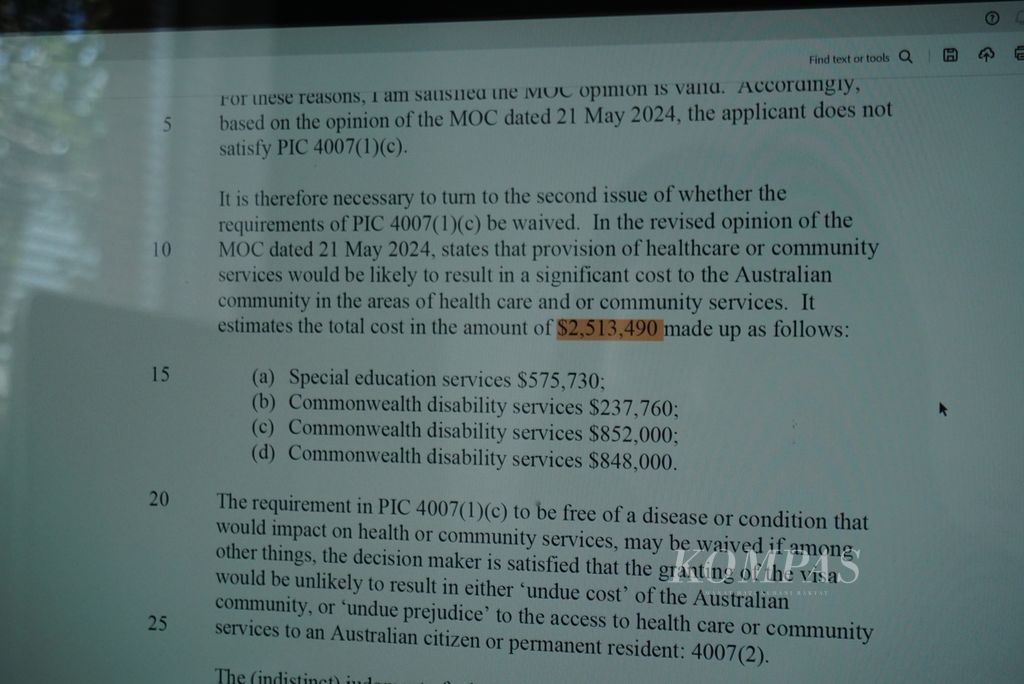 Find text or tools
For these reasons, I am satisfied the MOC opinion is valid. Accordingly,
5 based on the opinion of the MOC dated 21 May 2024, the applicant does not
satisfy PIC 4007(1)(c).
It is therefore necessary to turn to the second issue of whether the
requirements of PIC 4007(1)(c) be waived. In the revised opinion of the
10 MOC dated 21 May 2024, states that provision of healthcare or community
services would be likely to result in a significant cost to the Australian
community in the areas of health care and or community services. It
estimates the total cost in the amount of $2,513,490 made up as follows:
15 (a) Special education services $575,730;
(b) Commonwealth disability services $237,760;
(c) Commonwealth disability services $852,000;
(d) Commonwealth disability services $848,000.
20 The requirement in PIC 4007(1)(c) to be free of a disease or condition that
would impact on health or community services, may be waived if among
other things, the decision maker is satisfied that the granting of the visa
would be unlikely to result in either ‘undue cost’ of the Australian
community, or ‘undue prejudice’ to the access to health care or community
25 services to an Australian citizen or permanent resident: 4007(2).
The (indistinct)
KOMPAS
AMANAT HATI NURANI RAKYAT